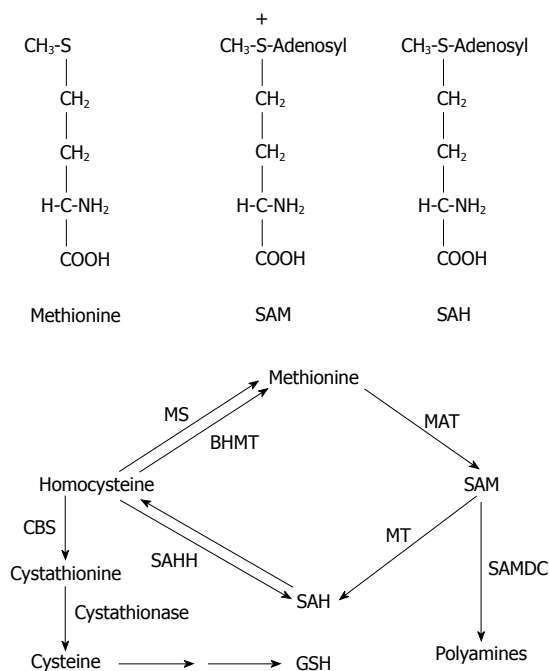 +
CH₃-S CH₃-S-Adenosyl CH₃-S-Adenosyl
CH₂ CH₂ CH₂
CH₂ CH₂ CH₂
H-C-NH₂ H-C-NH₂ H-C-NH₂
COOH COOH COOH
Methionine SAM SAH
Methionine
MS
MAT
BHMT
Homocysteine SAM
CBS
MT
SAHH
SAMDC
Cystathionine
SAH
Cystathionase
Cysteine GSH Polyamines